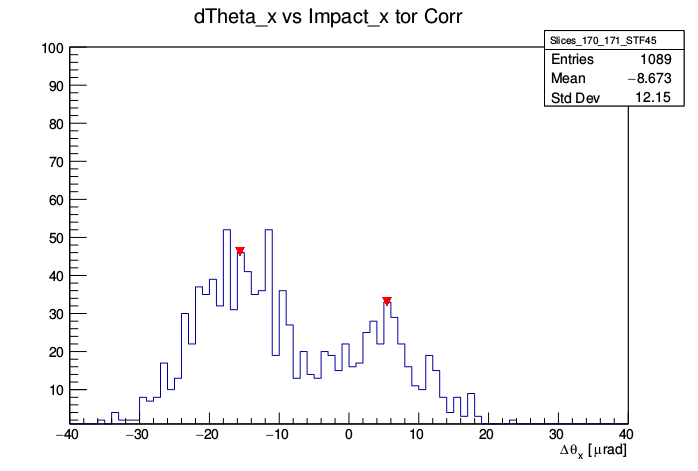 dTheta_x vs Impact_x tor Corr
Slices_170_171_STF45
Entries 1089
Mean −8.673
Std Dev 12.15
100
90
80
70
60
50
40
30
20
10
−40 −30 −20 −10 0 10 20 30 40
Δθx [μrad]